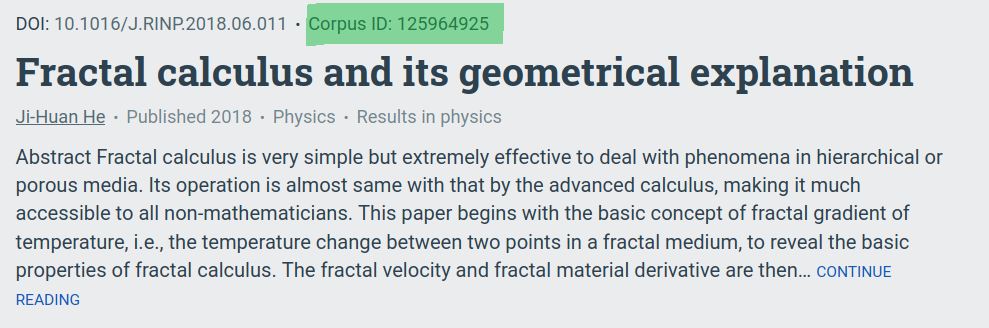 DOI: 10.1016/J.RINP.2018.06.011 · Corpus ID: 125964925
Fractal calculus and its geometrical explanation
Ji-Huan He · Published 2018 · Physics · Results in physics
Abstract Fractal calculus is very simple but extremely effective to deal with phenomena in hierarchical or
porous media. Its operation is almost same with that by the advanced calculus, making it much
accessible to all non-mathematicians. This paper begins with the basic concept of fractal gradient of
temperature, i.e., the temperature change between two points in a fractal medium, to reveal the basic
properties of fractal calculus. The fractal velocity and fractal material derivative are then… CONTINUE
READING